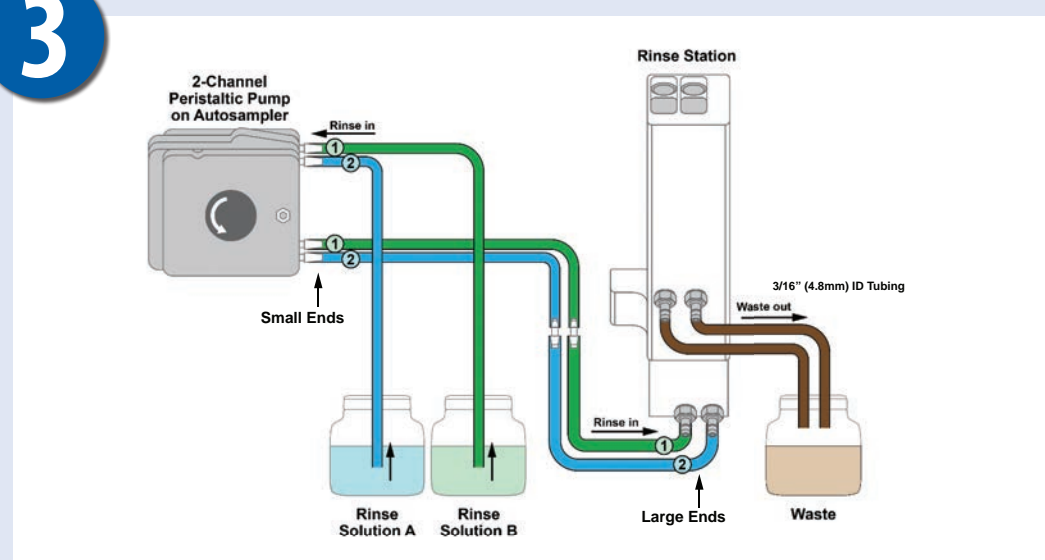 3
2-Channel
Peristaltic Pump
on Autosampler
Rinse Station
Rinse in
1
2
1
2
Small Ends
3/16” (4.8mm) ID Tubing
Waste out
Rinse in
1
2
Large Ends
Rinse
Solution A
Rinse
Solution B
Waste